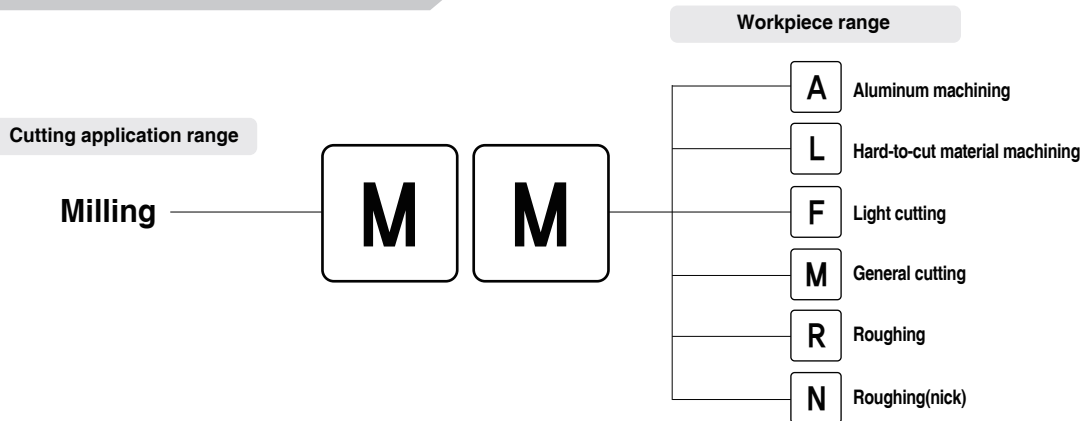 Workpiece range
Cutting application range
Milling
M M
A Aluminum machining
L Hard-to-cut material machining
F Light cutting
M General cutting
R Roughing
N Roughing(nick)